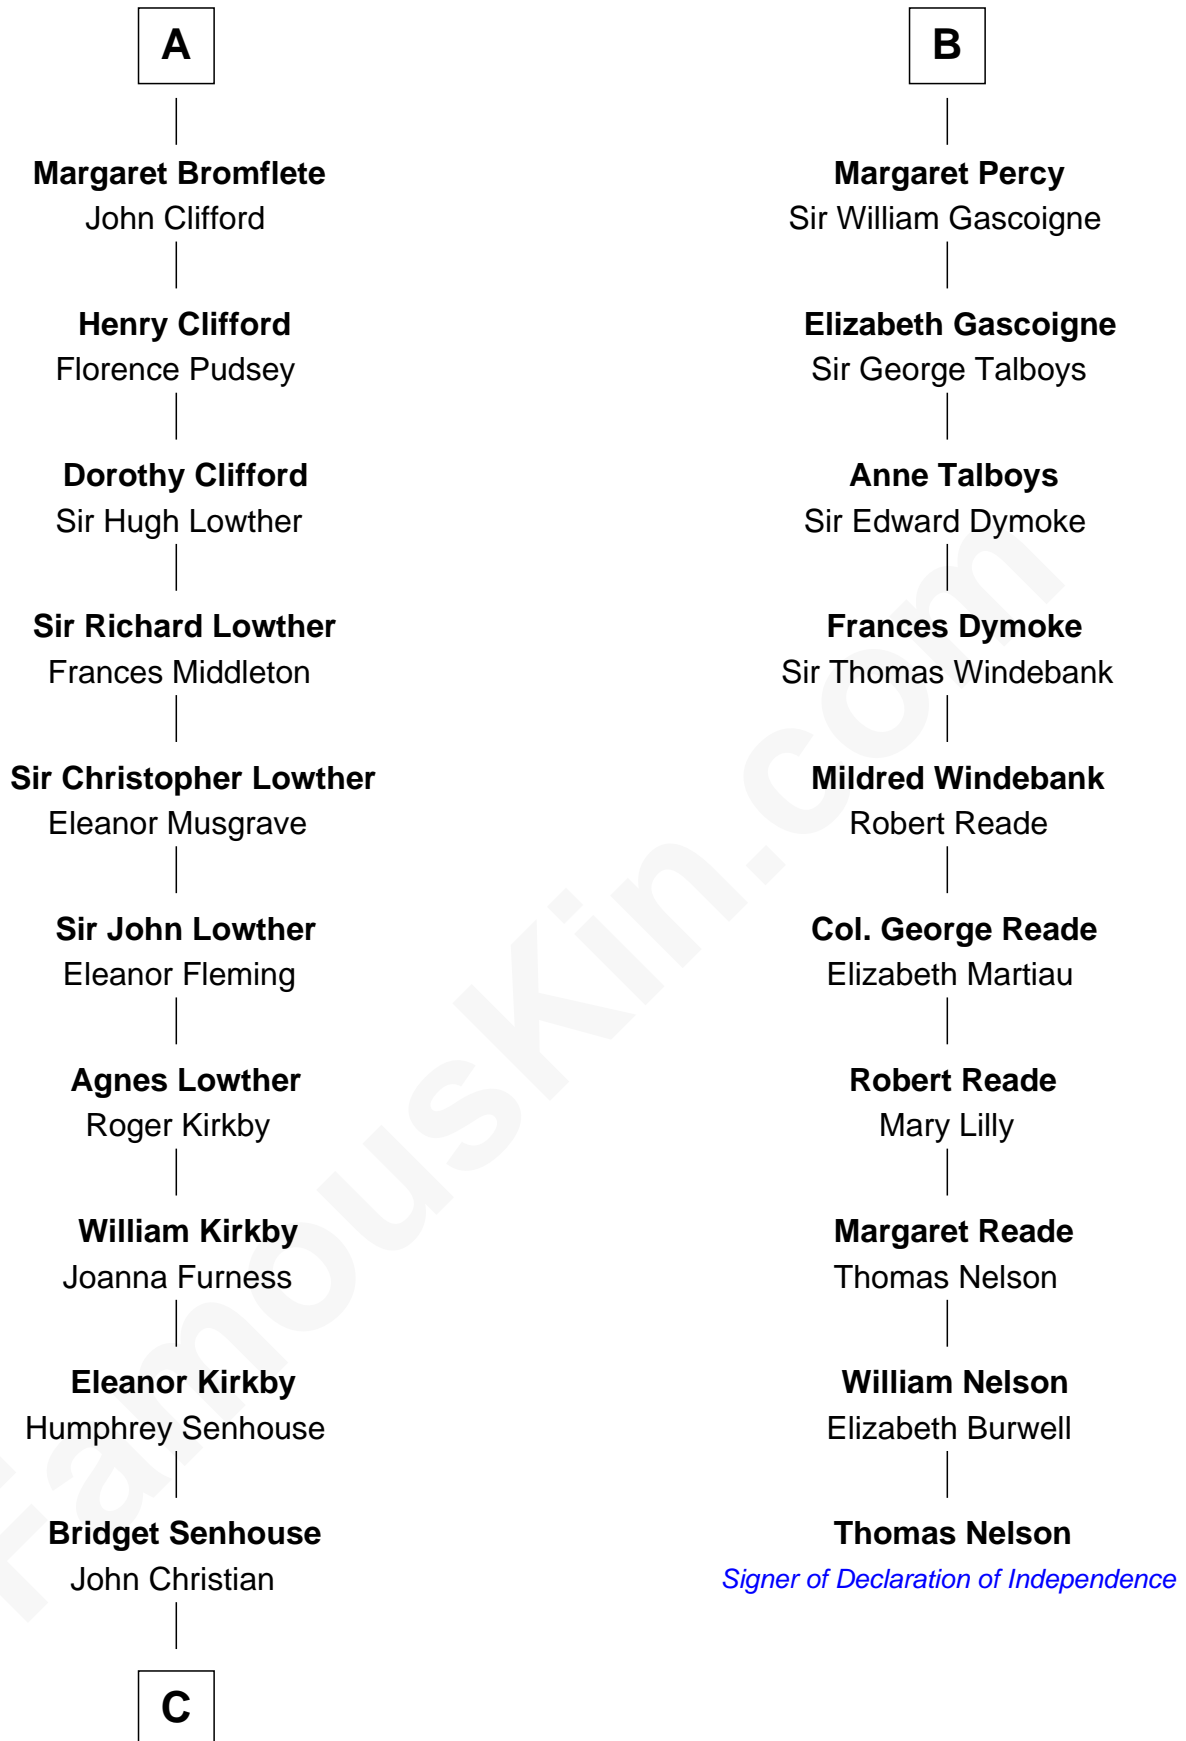 A
Margaret Bromflete
John Clifford
Henry Clifford
Florence Pudsey
Dorothy Clifford
Sir Hugh Lowther
Sir Richard Lowther
Frances Middleton
Sir Christopher Lowther
Eleanor Musgrave
Sir John Lowther
Eleanor Fleming
Agnes Lowther
Roger Kirkby
William Kirkby
Joanna Furness
Eleanor Kirkby
Humphrey Senhouse
Bridget Senhouse
John Christian
C
B
Margaret Percy
Sir William Gascoigne
Elizabeth Gascoigne
Sir George Talboys
Anne Talboys
Sir Edward Dymoke
Frances Dymoke
Sir Thomas Windebank
Mildred Windebank
Robert Reade
Col. George Reade
Elizabeth Martiau
Robert Reade
Mary Lilly
Margaret Reade
Thomas Nelson
William Nelson
Elizabeth Burwell
Thomas Nelson
Signer of Declaration of Independence
FamousKin.com